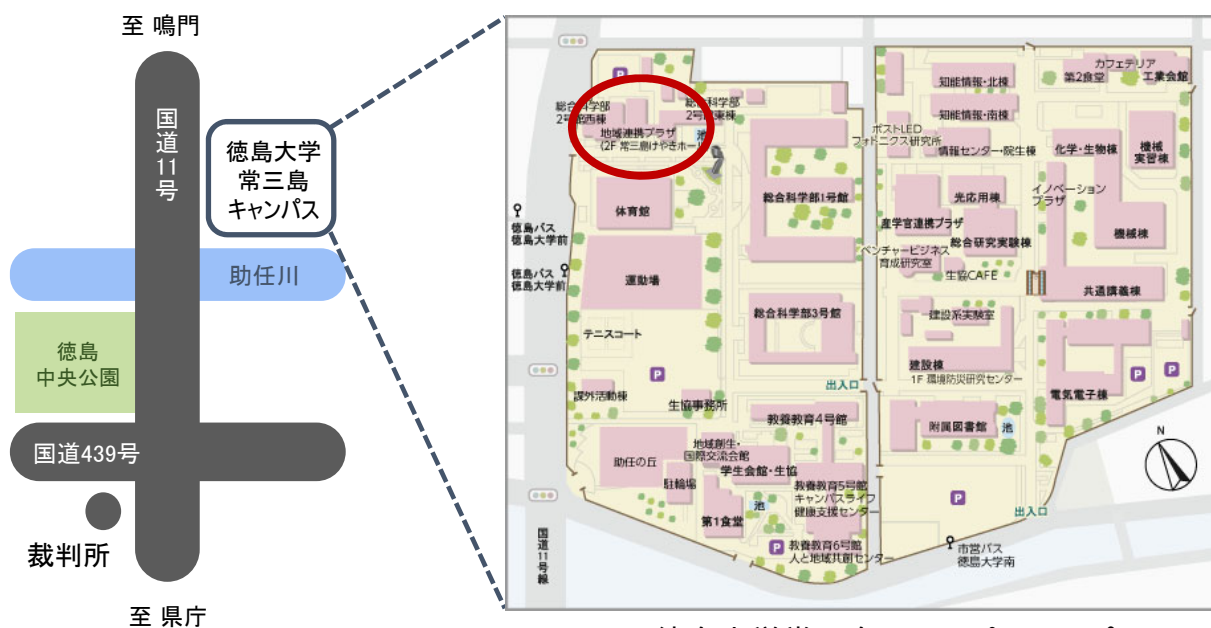 至 鳴門
国道11号
徳島大学
常三島
キャンパス
助任川
徳島
中央公園
国道439号
裁判所
至 県庁
P
総合科学部
2号館西棟
総合科学部
2号館東棟
地域連携プラザ
(2F 常三島けやきホール)
池
体育館
総合科学部1号館
徳島バス
徳島大学前
徳島バス
徳島大学前
運動場
総合科学部3号館
テニスコート
P
課外活動棟
生協事務所
教養教育4号館
地域創生・
国際交流会館
助任の丘
学生会館・生協
駐輪場
教養教育5号館
キャンパスライフ
健康支援センター
第1食堂
池
P
教養教育6号館
人と地域共創センター
国道11号線
カフェテリア
第2食堂
工業会館
知能情報・北棟
知能情報・南棟
ポストLED
フォトニクス研究所
情報センター・院生棟
化学・生物棟
機械
実習棟
イノベーション
プラザ
光応用棟
産学官連携プラザ
総合研究実験棟
機械棟
ベンチャービジネス
育成研究室
生協CAFE
共通講義棟
建設系実験室
建設棟
1F 環境防災研究センター
出入口
P
P
電気電子棟
附属図書館
池
N
P
出入口
市営バス
徳島大学南